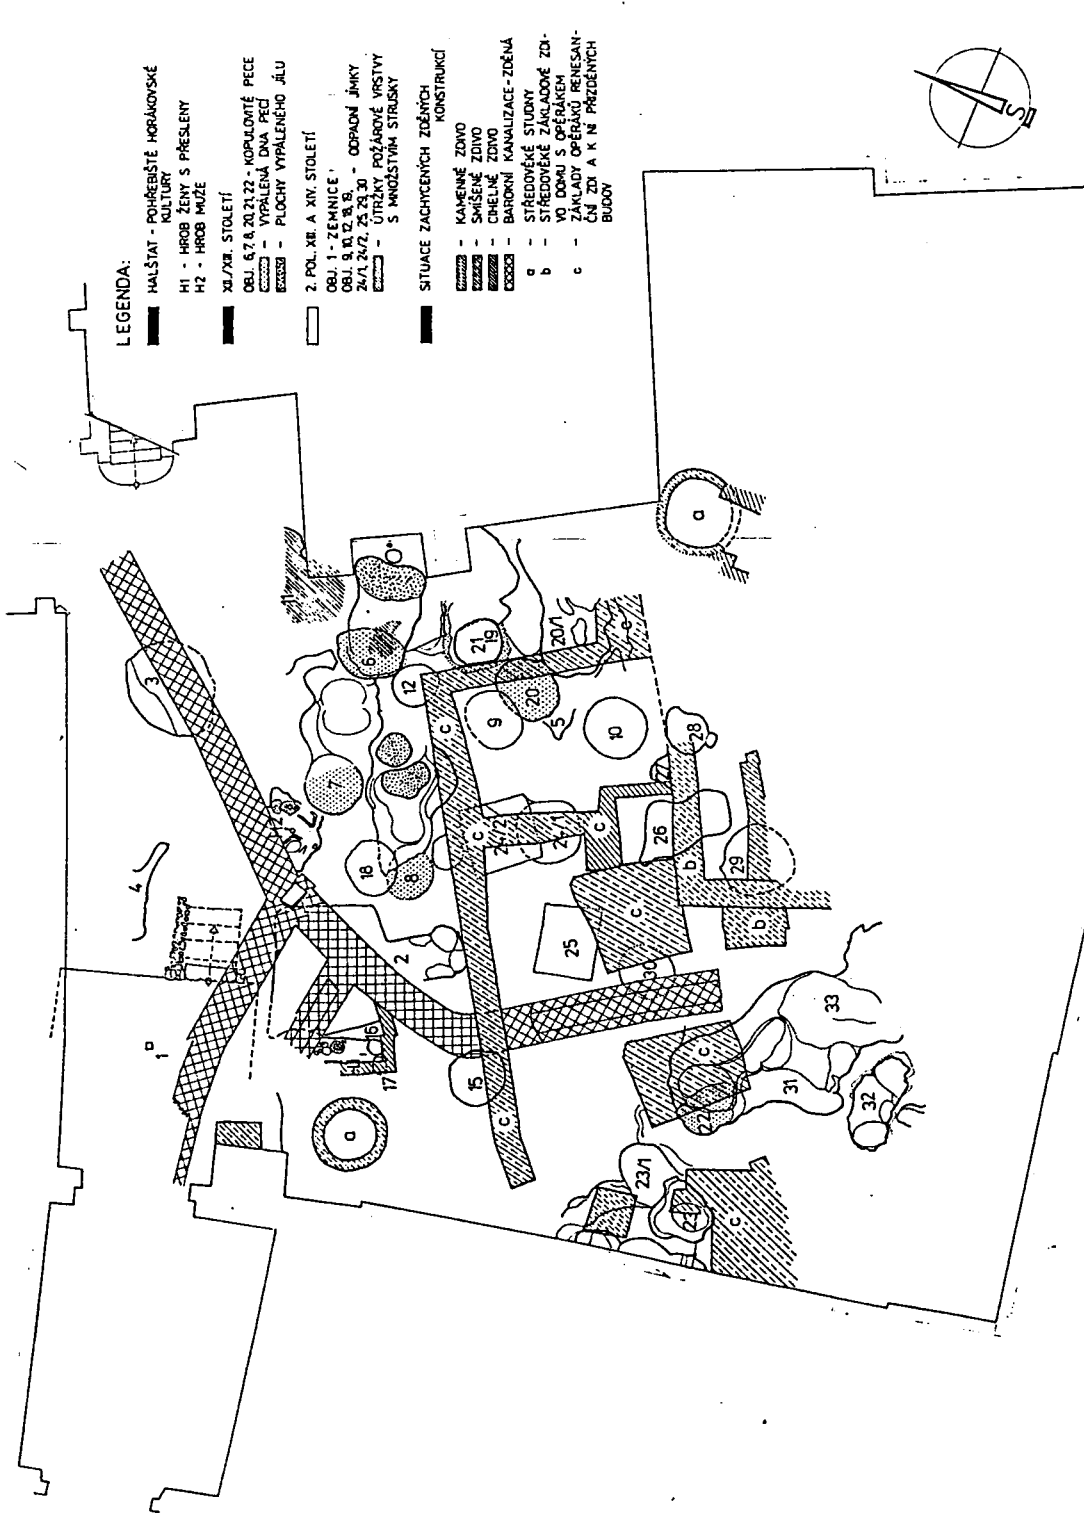 LEGENDA:
HALŠTAT - POHŘEBIŠTĚ HORÁKOVSKÉ
KULTURY
H1 - HROB ŽENY S PŘESLENY
H2 - HROB MUŽE
XII./XIII. STOLETÍ
OBJ. 6,7,8,20,21,22 - KOPULOVITÉ PECE
- VYPÁLENÁ DNA PECÍ
- PLOCHY VYPÁLENÉHO JÍLU
2. POL. XIII. A XIV. STOLETÍ
OBJ. 1 - ZEMNICE
OBJ. 9,10,12,18,19,
24/1, 24/2, 25,29,30 - ODPADNÍ JÍMKY
- ÚTRŽKY POŽÁROVÉ VRSTVY
S MNOŽSTVÍM STRUSKY
SITUACE ZACHYCENÝCH ZDĚNÝCH
KONSTRUKCÍ
- KAMENNÉ ZDIVO
- SMÍŠENÉ ZDIVO
- CIHELNÉ ZDIVO
- BAROKNÍ KANALIZACE - ZDĚNÁ
a - STŘEDOVĚKÉ STUDNY
b - STŘEDOVĚKÉ ZÁKLADOVÉ ZDI-
VO DOMU S OPĚRÁKEM
c - ZÁKLADY OPĚRÁKŮ RENESAN-
ČNÍ ZDI A K NÍ PŘIZDĚNÝCH
BUDOV
S
11
3
6
a
21
19
20/1
c
12
20
7
9
5
10
28
4
c
18
8
c
24/2
24/1
c
27
26
b
29
2
25
c
b
30
33
1
16
H1
17
15
c
31
32
a
c
22
23/1
23
c